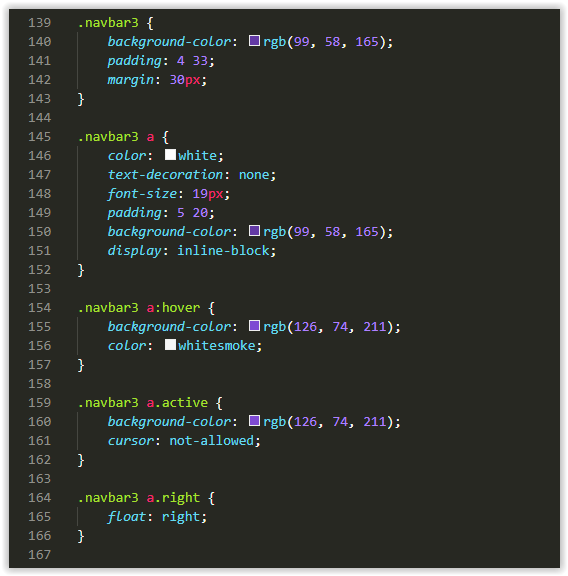 139 .navbar3 {
140     background-color: rgb(99, 58, 165);
141     padding: 4 33;
142     margin: 30px;
143 }
144
145 .navbar3 a {
146     color: white;
147     text-decoration: none;
148     font-size: 19px;
149     padding: 5 20;
150     background-color: rgb(99, 58, 165);
151     display: inline-block;
152 }
153
154 .navbar3 a:hover {
155     background-color: rgb(126, 74, 211);
156     color: whitesmoke;
157 }
158
159 .navbar3 a.active {
160     background-color: rgb(126, 74, 211);
161     cursor: not-allowed;
162 }
163
164 .navbar3 a.right {
165     float: right;
166 }
167